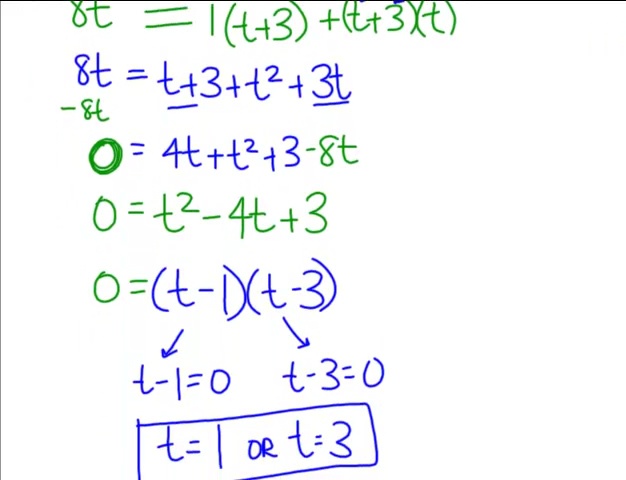 8t = 1(t+3) + (t+3)(t)
8t = t+3+t²+3t
-8t
0 = 4t+t²+3-8t
0 = t²-4t+3
0 = (t-1)(t-3)
t-1=0 t-3=0
t=1 OR t=3